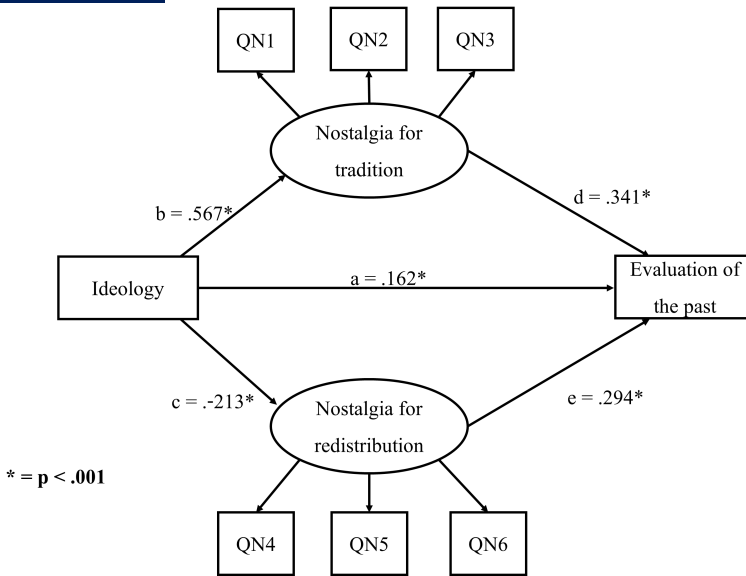 QN1
QN2
QN3
Nostalgia for
tradition
b = .567*
d = .341*
Ideology
a = .162*
Evaluation of
the past
c = .-213*
Nostalgia for
redistribution
e = .294*
* = p < .001
QN4
QN5
QN6